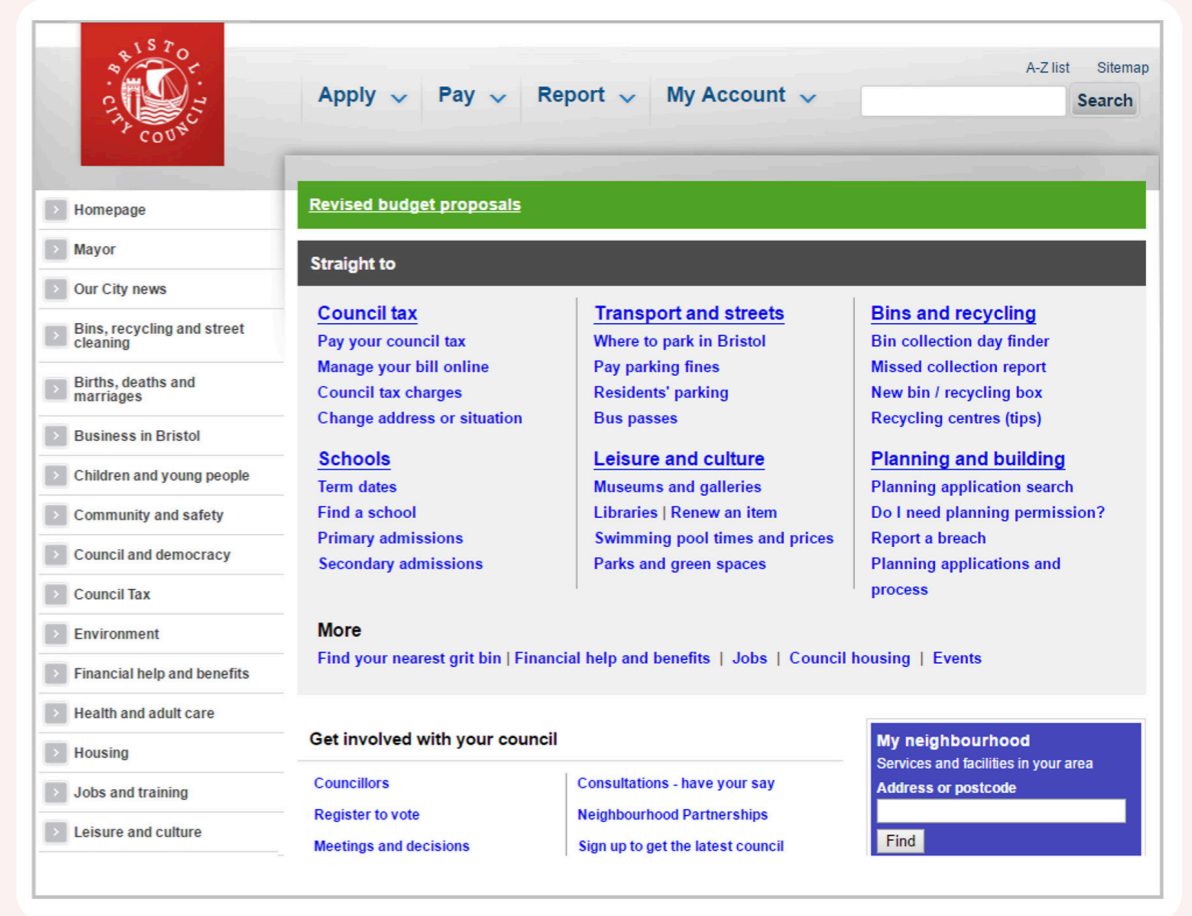 BRISTOL
CITY COUNCIL
A-Z list Sitemap
Apply Pay Report My Account
Search
Homepage
Mayor
Our City news
Bins, recycling and street
cleaning
Births, deaths and
marriages
Business in Bristol
Children and young people
Community and safety
Council and democracy
Council Tax
Environment
Financial help and benefits
Health and adult care
Housing
Jobs and training
Leisure and culture
Revised budget proposals
Straight to
Council tax
Pay your council tax
Manage your bill online
Council tax charges
Change address or situation
Transport and streets
Where to park in Bristol
Pay parking fines
Residents' parking
Bus passes
Bins and recycling
Bin collection day finder
Missed collection report
New bin / recycling box
Recycling centres (tips)
Schools
Term dates
Find a school
Primary admissions
Secondary admissions
Leisure and culture
Museums and galleries
Libraries | Renew an item
Swimming pool times and prices
Parks and green spaces
Planning and building
Planning application search
Do I need planning permission?
Report a breach
Planning applications and
process
More
Find your nearest grit bin | Financial help and benefits | Jobs | Council housing | Events
Get involved with your council
Councillors
Register to vote
Meetings and decisions
Consultations - have your say
Neighbourhood Partnerships
Sign up to get the latest council
My neighbourhood
Services and facilities in your area
Address or postcode
Find